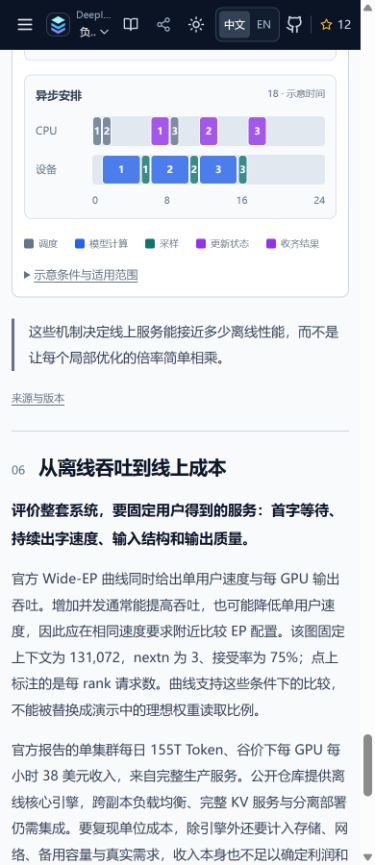 Deepl...
负..
中文
EN
12
异步安排
18 · 示意时间
CPU
1 2 1 3 2 3
设备
1 1 2 2 3 3
0 8 16 24
调度 模型计算 采样 更新状态 收齐结果
▶ 示意条件与适用范围
这些机制决定线上服务能接近多少离线性能，而不是
让每个局部优化的倍率简单相乘。
来源与版本
06 从离线吞吐到线上成本
评价整套系统，要固定用户得到的服务：首字等待、
持续出字速度、输入结构和输出质量。
官方 Wide-EP 曲线同时给出单用户速度与每 GPU 输出
吞吐。增加并发通常能提高吞吐，也可能降低单用户速
度，因此应在相同速度要求附近比较 EP 配置。该图固定
上下文为 131,072，nextn 为 3、接受率为 75%；点上
标注的是每 rank 请求数。曲线支持这些条件下的比较，
不能被替换成演示中的理想权重读取比例。
官方报告的单集群每日 155T Token、谷价下每 GPU 每
小时 38 美元收入，来自完整生产服务。公开仓库提供离
线核心引擎，跨副本负载均衡、完整 KV 服务与分离部署
仍需集成。要复现单位成本，除引擎外还要计入存储、网
络、备用容量与真实需求，收入本身也不足以确定利润和